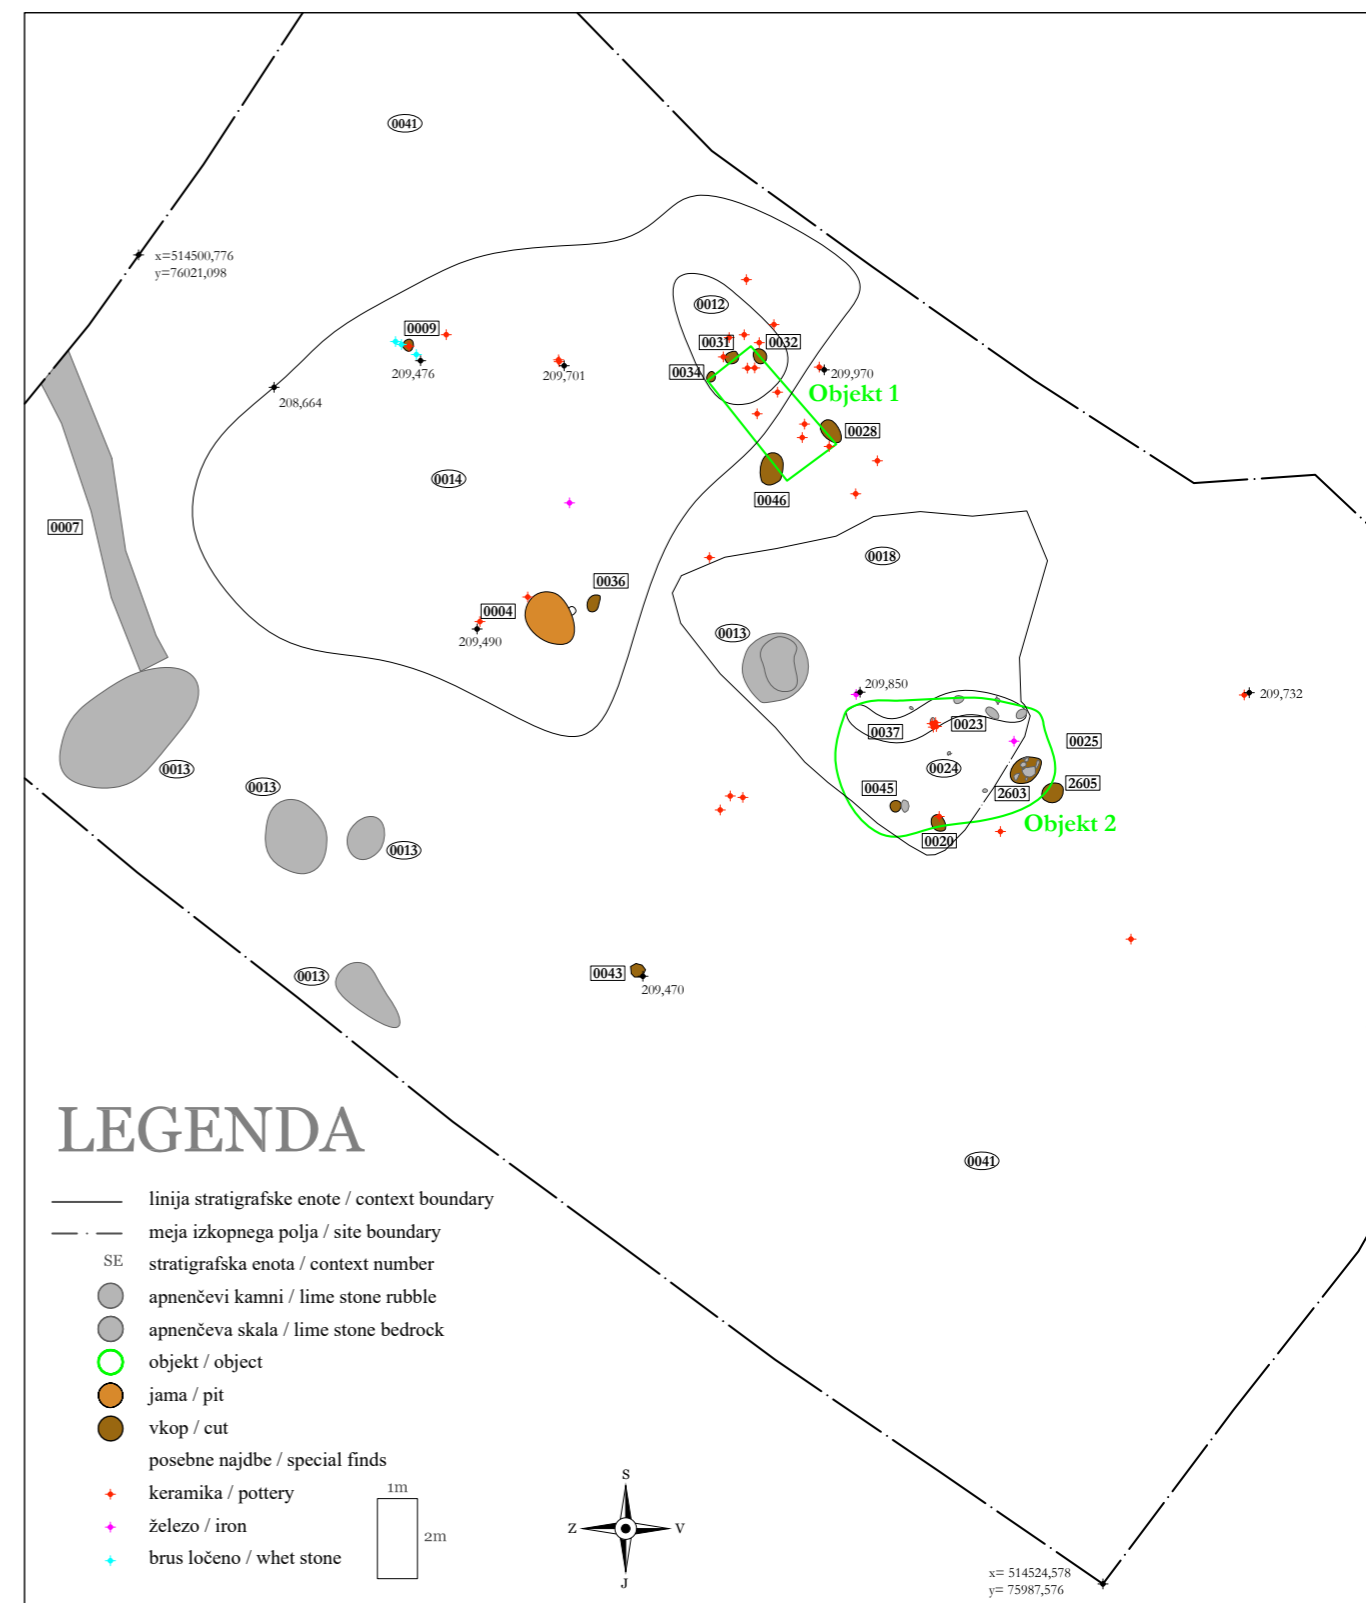 0041
x=514500,776
y=76021,098
0012
0009
0031
0032
209,476
209,701
0034
209,970
208,664
Objekt 1
0028
0014
0046
0007
0018
0036
0004
0013
209,490
209,850
209,732
0037
0023
0025
0013
0024
0013
2603
2605
0045
Objekt 2
0020
0013
0013
0043
209,470
LEGENDA
0041
linija stratigrafske enote / context boundary
meja izkopnega polja / site boundary
SE stratigrafska enota / context number
apnenčevi kamni / lime stone rubble
apnenčeva skala / lime stone bedrock
objekt / object
jama / pit
vkop / cut
posebne najdbe / special finds
keramika / pottery
železo / iron
brus ločeno / whet stone
1m
2m
S
Z V
J
x= 514524,578
y= 75987,576